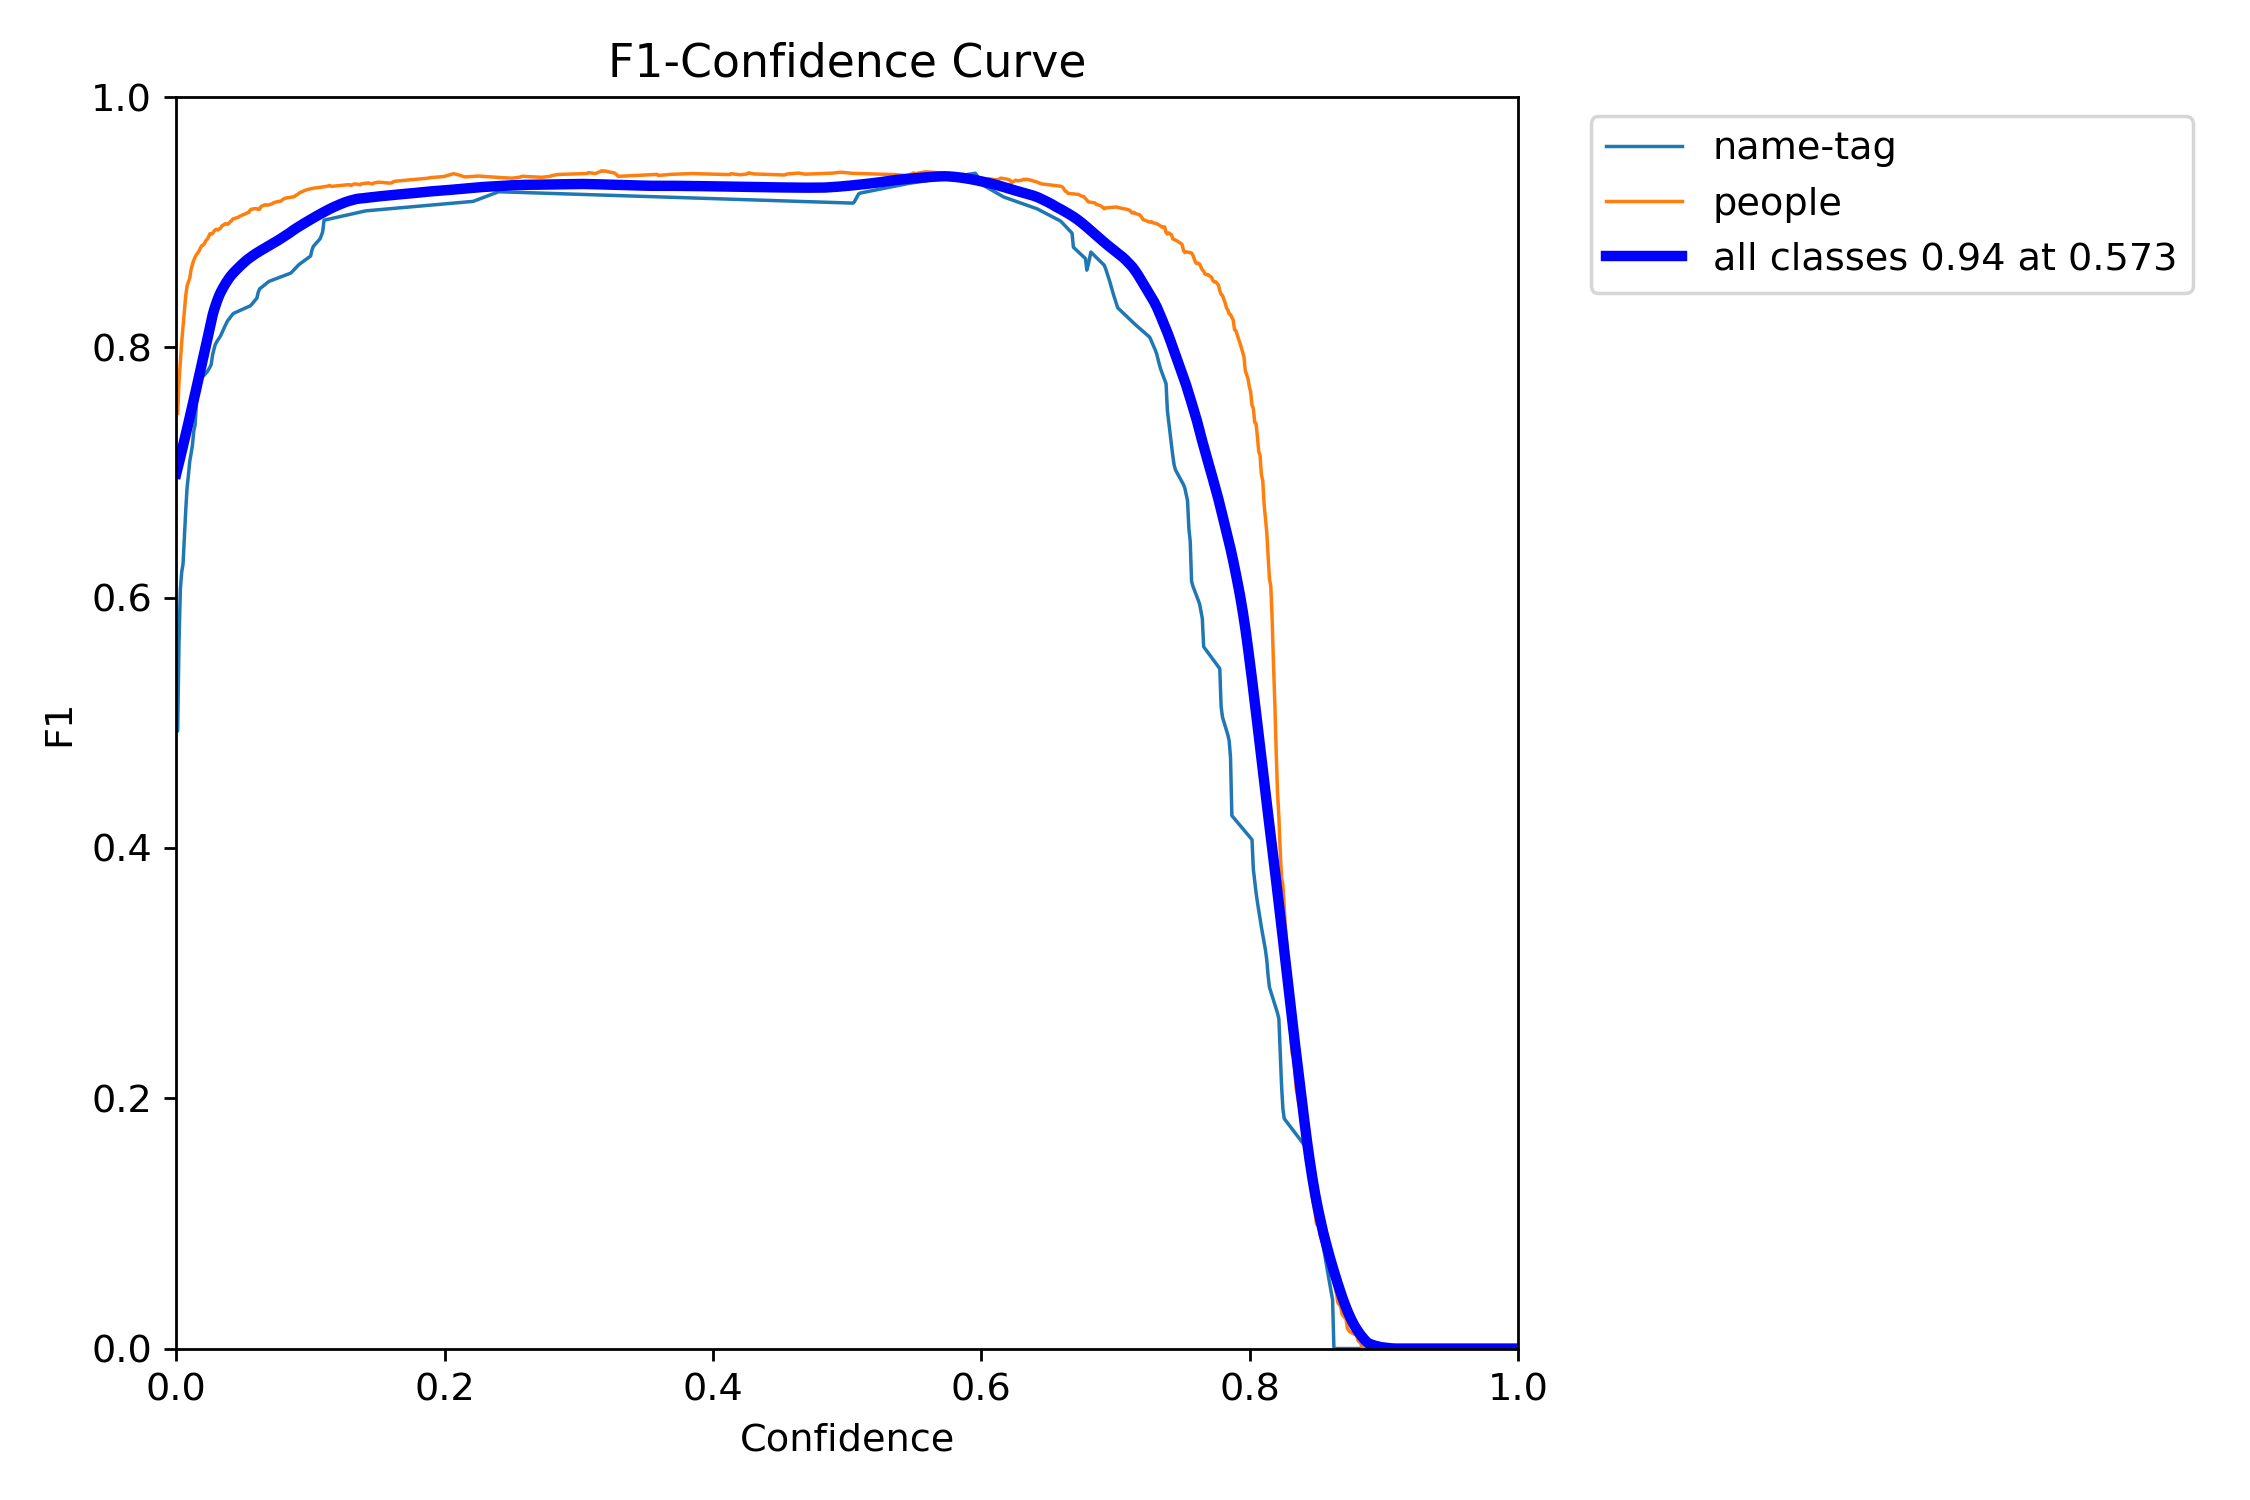 F1-Confidence Curve
name-tag
people
all classes 0.94 at 0.573
1.0
0.8
0.6
0.4
0.2
0.0
F1
0.0 0.2 0.4 0.6 0.8 1.0
Confidence